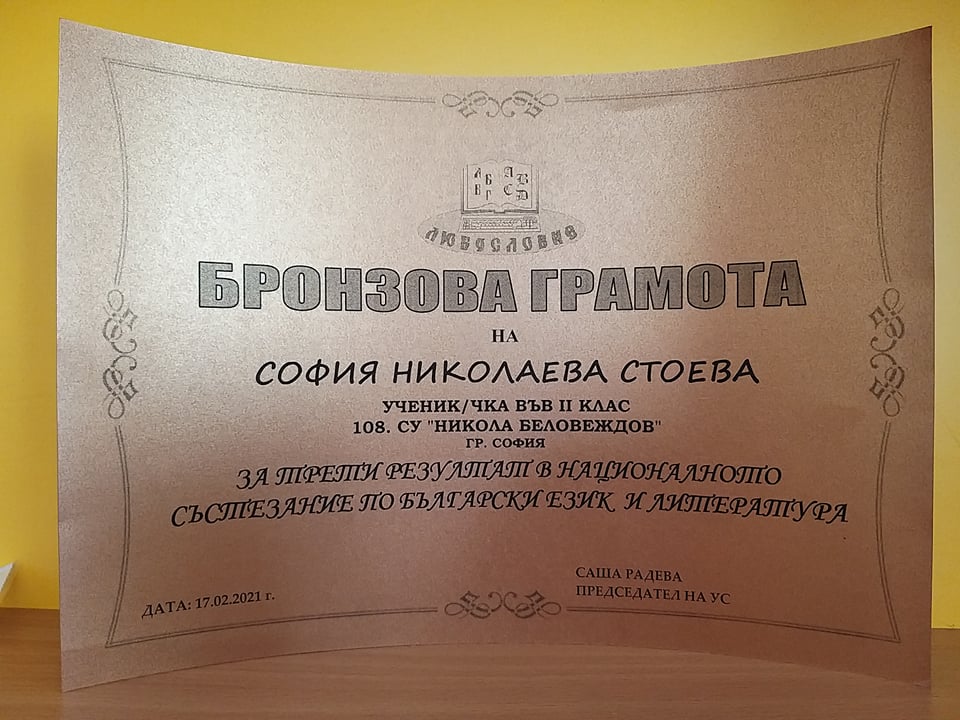 Л Б А В
В Г С D
ЛЮБОСЛОВИЯ
БРОНЗОВА ГРАМОТА
НА
СОФИЯ НИКОЛАЕВА СТОЕВА
УЧЕНИК/ЧКА ВЪВ II КЛАС
108. СУ "НИКОЛА БЕЛОВЕЖДОВ"
ГР. СОФИЯ
ЗА ТРЕТИ РЕЗУЛТАТ В НАЦИОНАЛНОТО
СЪСТЕЗАНИЕ ПО БЪЛГАРСКИ ЕЗИК И ЛИТЕРАТУРА
САША РАДЕВА
ДАТА: 17.02.2021 г.
ПРЕДСЕДАТЕЛ НА УС